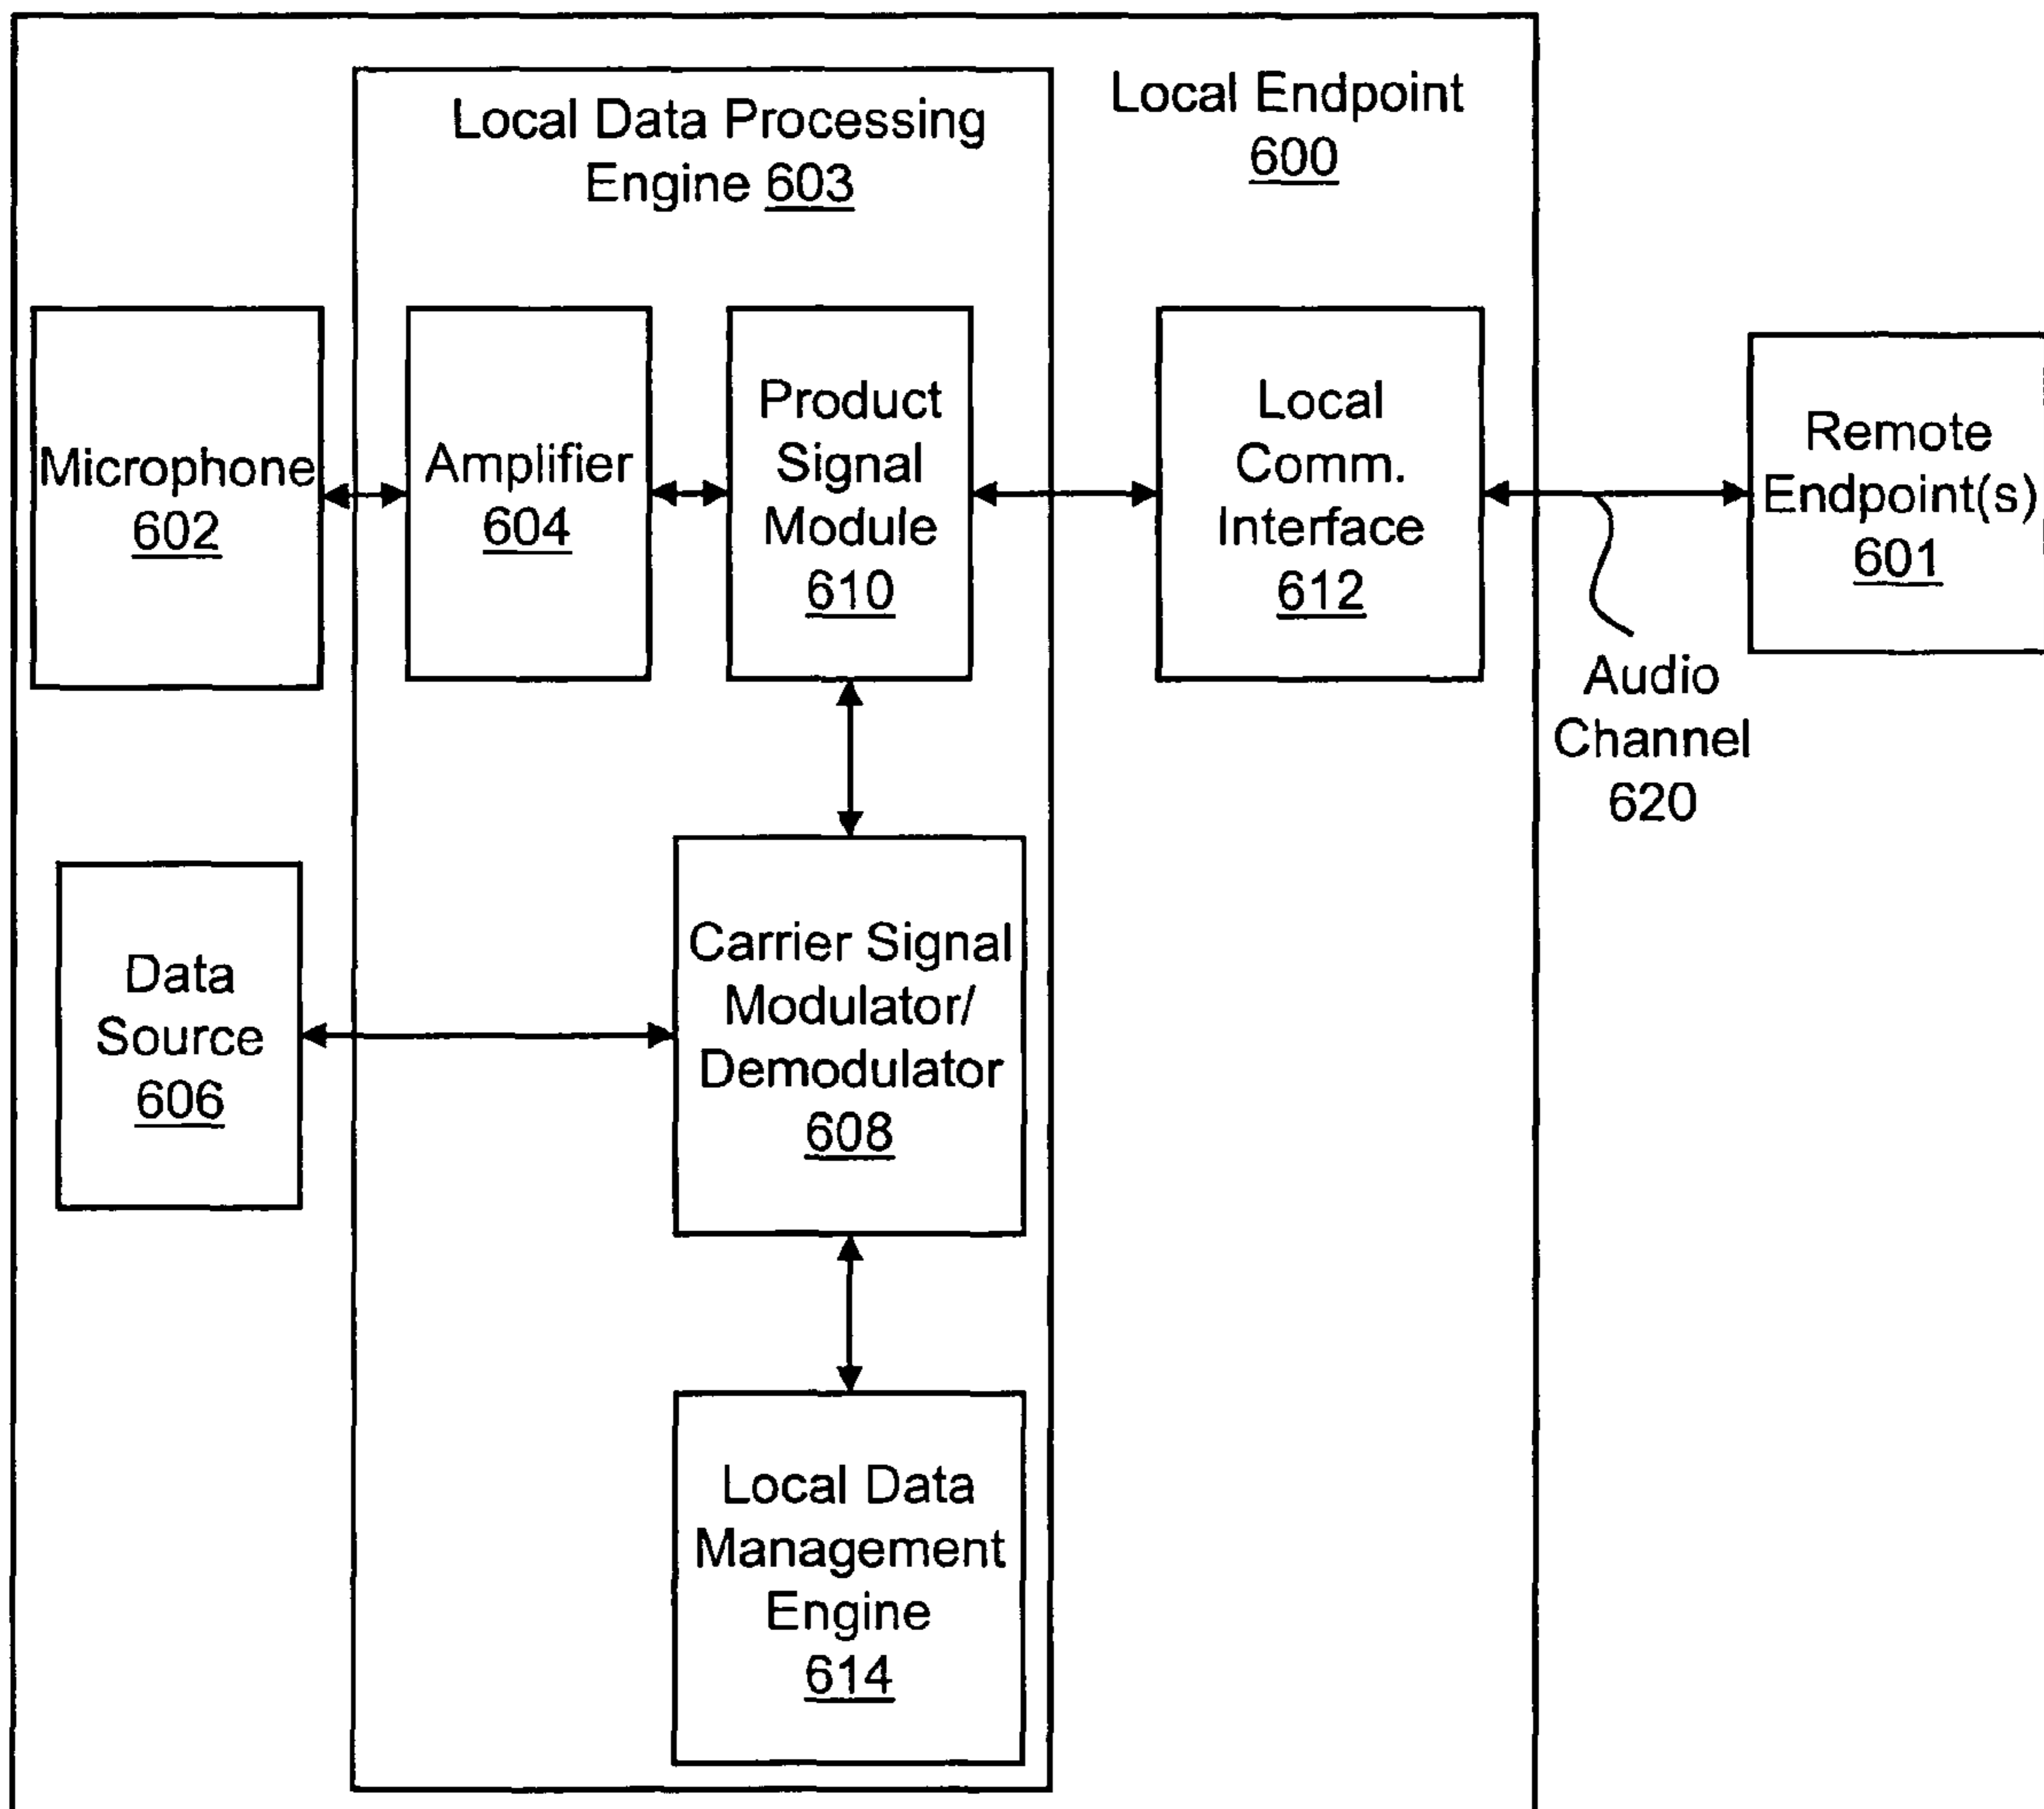 Local Data Processing
Engine 603
Local Endpoint
600
Microphone
602
Amplifier
604
Product
Signal
Module
610
Local
Comm.
Interface
612
Remote
Endpoint(s)
601
Audio
Channel
620
Data
Source
606
Carrier Signal
Modulator/
Demodulator
608
Local Data
Management
Engine
614